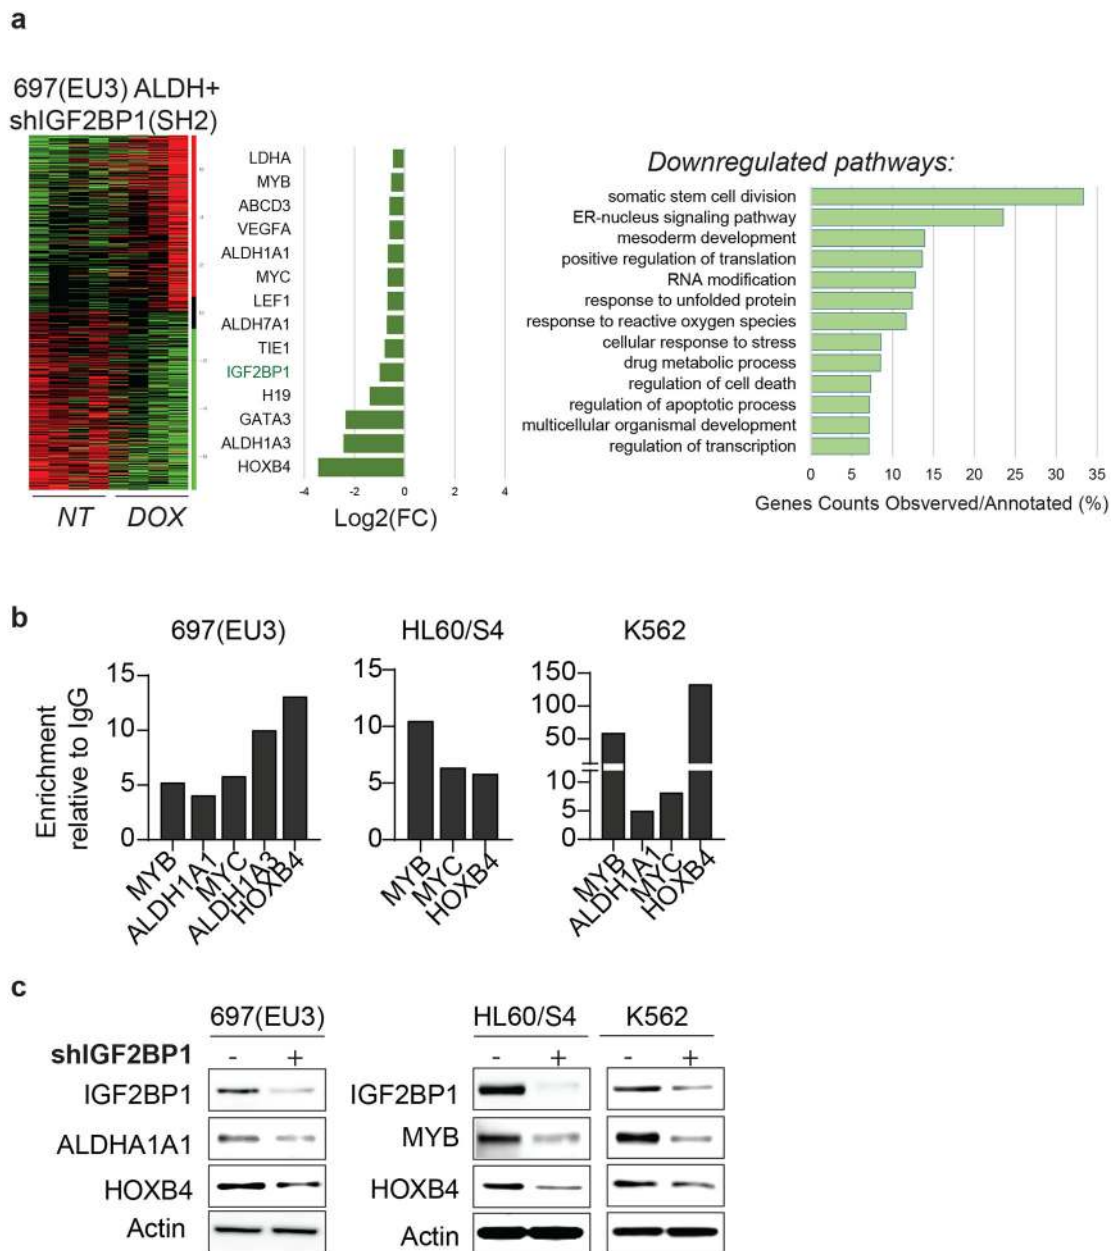 a
697(EU3) ALDH+
shIGF2BP1(SH2)
NT DOX
LDHA
MYB
ABCD3
VEGFA
ALDH1A1
MYC
LEF1
ALDH7A1
TIE1
IGF2BP1
H19
GATA3
ALDH1A3
HOXB4
-4 -2 0 2 4
Log2(FC)
Downregulated pathways:
somatic stem cell division
ER-nucleus signaling pathway
mesoderm development
positive regulation of translation
RNA modification
response to unfolded protein
response to reactive oxygen species
cellular response to stress
drug metabolic process
regulation of cell death
regulation of apoptotic process
multicellular organismal development
regulation of transcription
0 5 10 15 20 25 30 35
Genes Counts Obsverved/Annotated (%)
b
697(EU3)
Enrichment
relative to IgG
15
10
5
0
MYB
ALDH1A1
MYC
ALDH1A3
HOXB4
HL60/S4
15
10
5
0
MYB
MYC
HOXB4
K562
150
100
50
10
5
0
MYB
ALDH1A1
MYC
HOXB4
c
697(EU3)
shIGF2BP1 - +
IGF2BP1
ALDHA1A1
HOXB4
Actin
HL60/S4 K562
- + - +
IGF2BP1
MYB
HOXB4
Actin